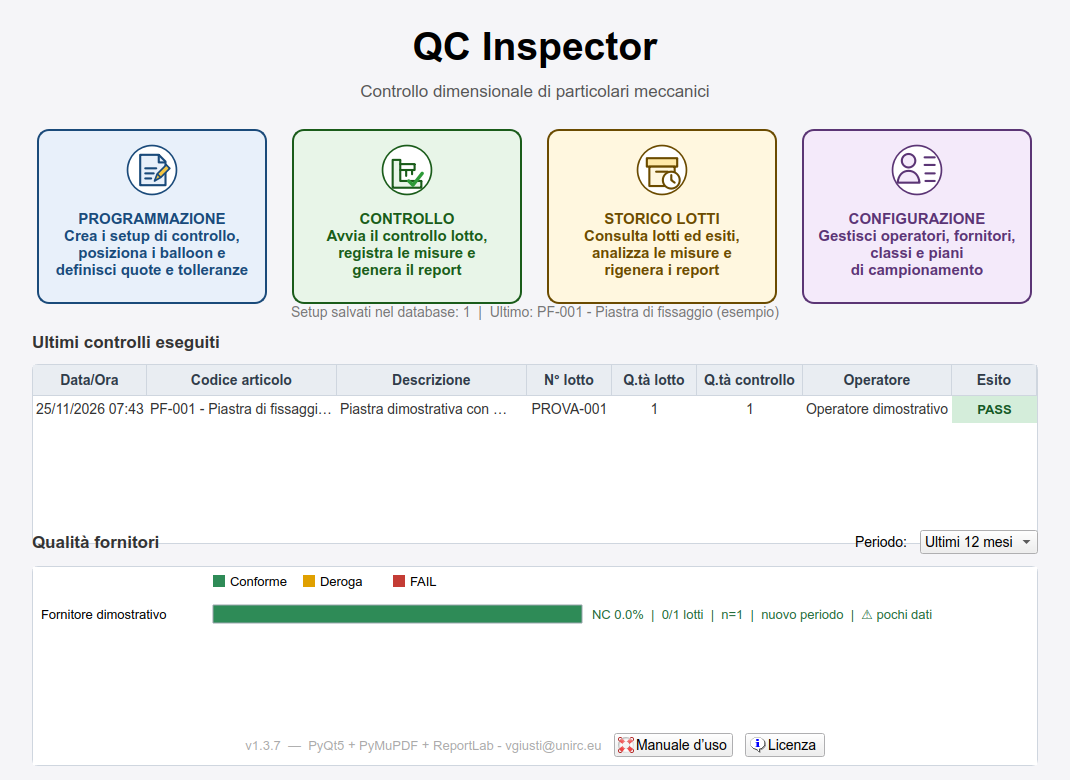 QC Inspector
Controllo dimensionale di particolari meccanici
PROGRAMMAZIONE
Crea i setup di controllo,
posiziona i balloon e
definisci quote e tolleranze
CONTROLLO
Avvia il controllo lotto,
registra le misure e
genera il report
STORICO LOTTI
Consulta lotti ed esiti,
analizza le misure e
rigenera i report
CONFIGURAZIONE
Gestisci operatori, fornitori,
classi e piani
di campionamento
Setup salvati nel database: 1 | Ultimo: PF-001 - Piastra di fissaggio (esempio)
Ultimi controlli eseguiti
Data/Ora Codice articolo Descrizione N° lotto Q.tà lotto Q.tà controllo Operatore Esito
25/11/2026 07:43 PF-001 - Piastra di fissaggi… Piastra dimostrativa con … PROVA-001 1 1 Operatore dimostrativo PASS
Qualità fornitori Periodo: Ultimi 12 mesi
Conforme Deroga FAIL
Fornitore dimostrativo NC 0.0% | 0/1 lotti | n=1 | nuovo periodo | ⚠ pochi dati
v1.3.7 — PyQt5 + PyMuPDF + ReportLab - vgiusti@unirc.eu Manuale d’uso Licenza